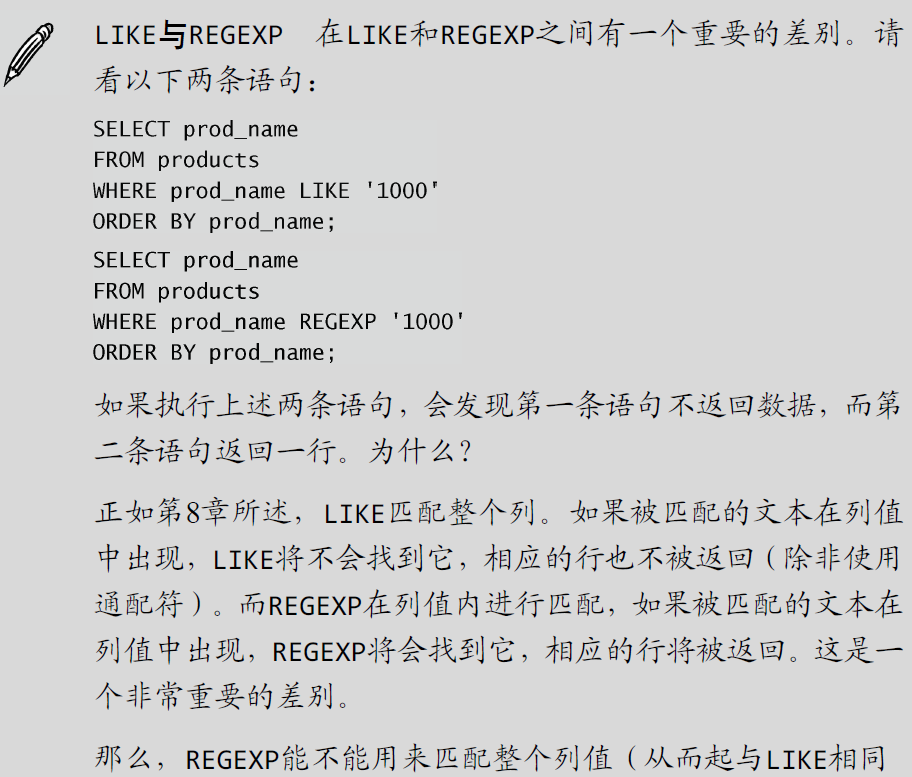 LIKE与REGEXP 在LIKE和REGEXP之间有一个重要的差别。请
看以下两条语句：
SELECT prod_name
FROM products
WHERE prod_name LIKE '1000'
ORDER BY prod_name;
SELECT prod_name
FROM products
WHERE prod_name REGEXP '1000'
ORDER BY prod_name;
如果执行上述两条语句，会发现第一条语句不返回数据，而第
二条语句返回一行。为什么？
正如第8章所述，LIKE匹配整个列。如果被匹配的文本在列值
中出现，LIKE将不会找到它，相应的行也不被返回（除非使用
通配符）。而REGEXP在列值内进行匹配，如果被匹配的文本在
列值中出现，REGEXP将会找到它，相应的行将被返回。这是一
个非常重要的差别。
那么，REGEXP能不能用来匹配整个列值（从而起与LIKE相同